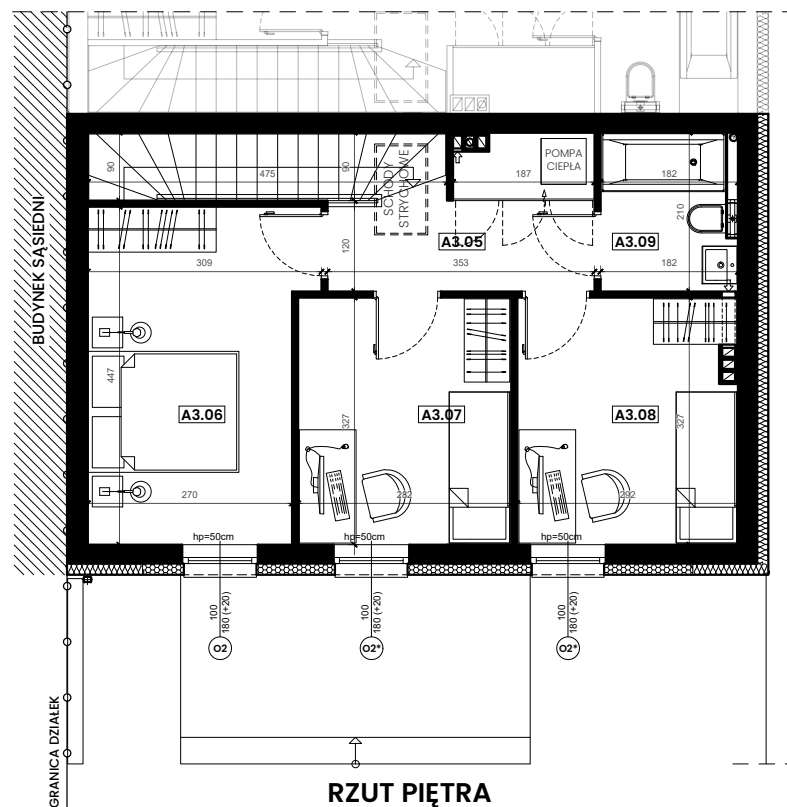 90
475
90
SCHODY
STRYCHOWE
187
POMPA
CIEPŁA
182
210
BUDYNEK SĄSIEDNI
309
120
A3.05
353
A3.09
182
447
A3.06
327
A3.07
A3.08
327
270
282
292
hp=50cm
hp=50cm
hp=50cm
100
180 (+20)
100
180 (+20)
100
180 (+20)
O2
O2*
O2*
GRANICA DZIAŁEK
RZUT PIĘTRA